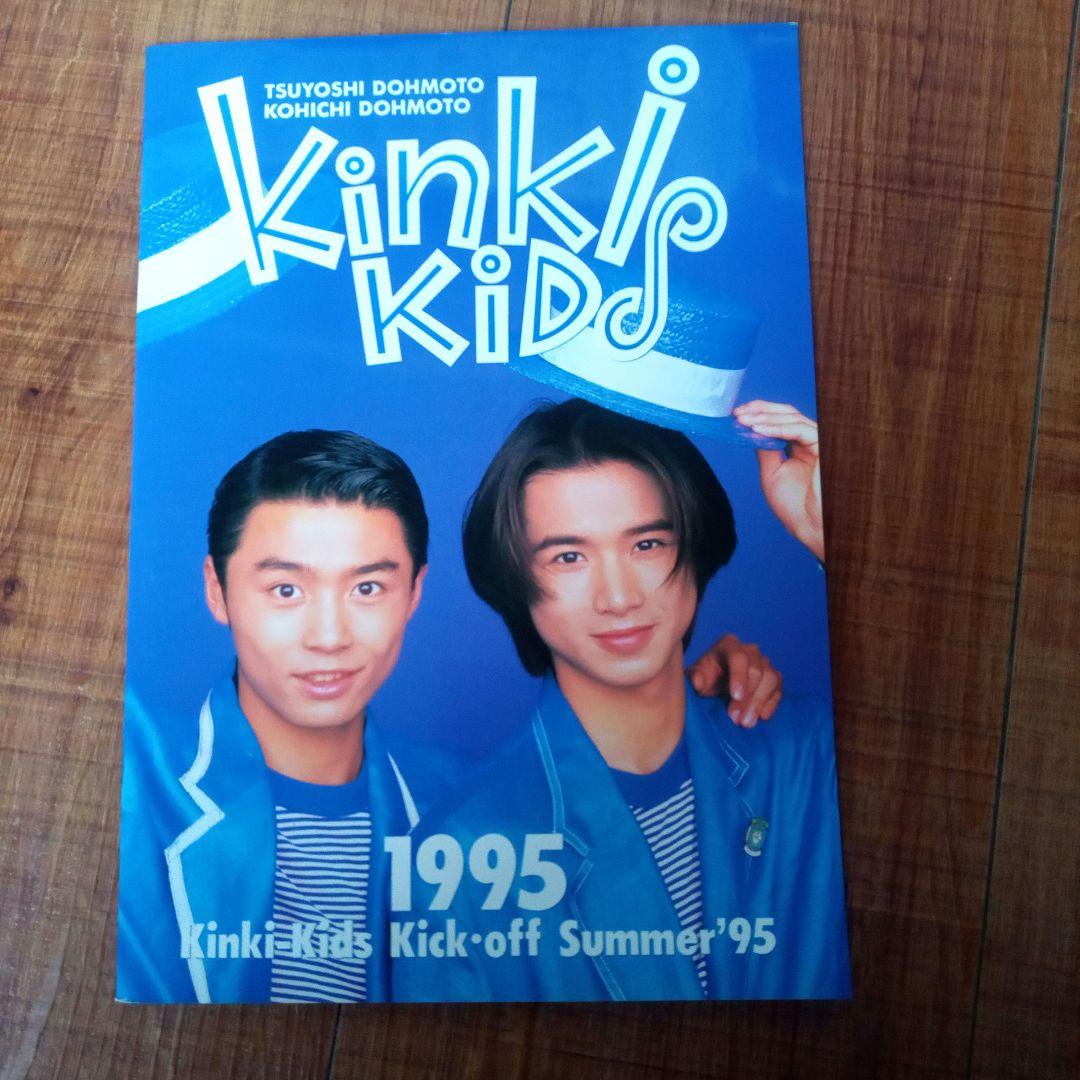 TSUYOSHI DOHMOTO
KOHICHI DOHMOTO
Kinki
KiDs
1995
Kinki Kids Kick·off Summer'95